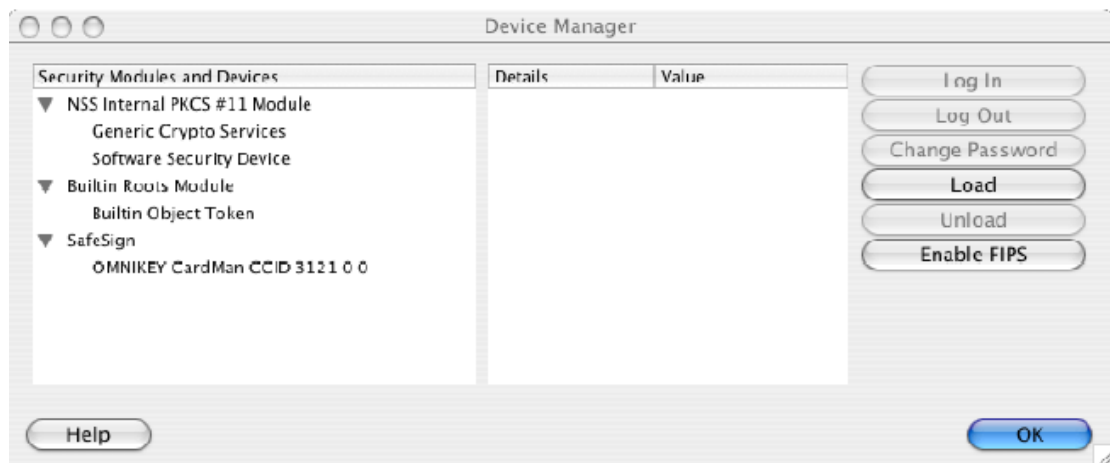 Device Manager
Security Modules and Devices
Details
Value
NSS Internal PKCS #11 Module
Generic Crypto Services
Software Security Device
Builtin Roots Module
Builtin Object Token
SafeSign
OMNIKEY CardMan CCID 3121 0 0
Log In
Log Out
Change Password
Load
Unload
Enable FIPS
Help
OK